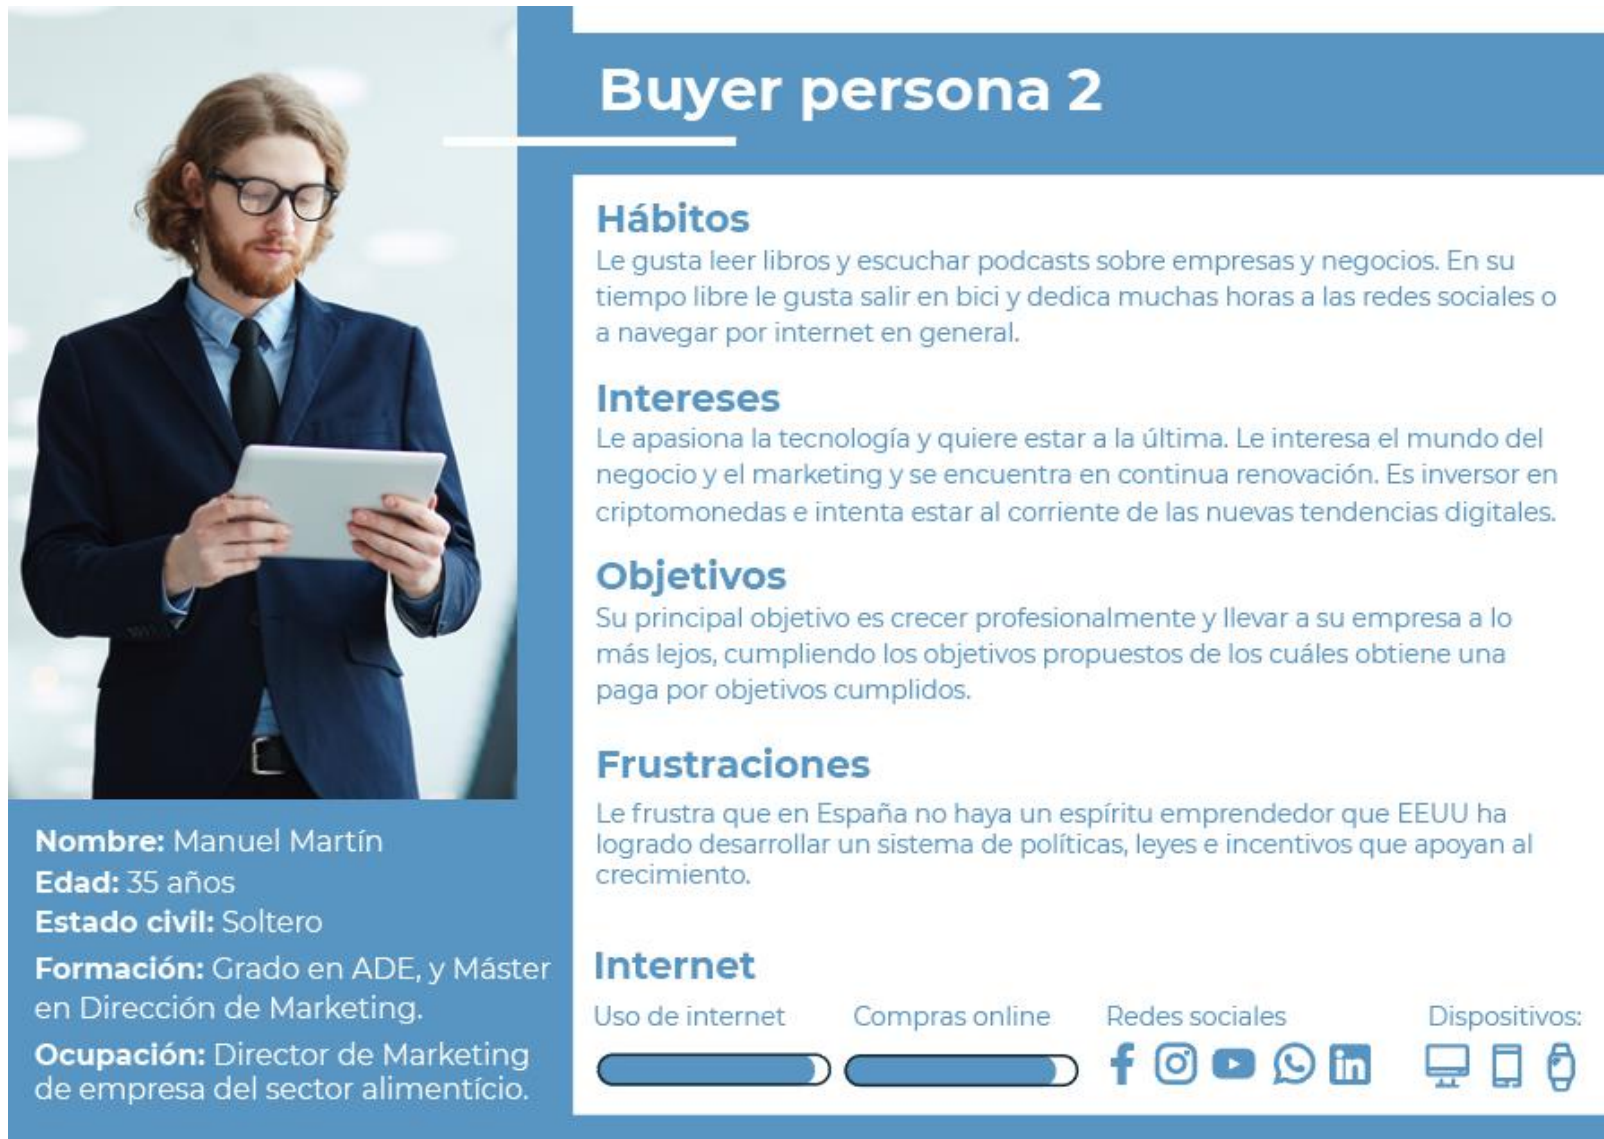 Buyer persona 2
Hábitos
Le gusta leer libros y escuchar podcasts sobre empresas y negocios. En su
tiempo libre le gusta salir en bici y dedica muchas horas a las redes sociales o
a navegar por internet en general.
Intereses
Le apasiona la tecnología y quiere estar a la última. Le interesa el mundo del
negocio y el marketing y se encuentra en continua renovación. Es inversor en
criptomonedas e intenta estar al corriente de las nuevas tendencias digitales.
Objetivos
Su principal objetivo es crecer profesionalmente y llevar a su empresa a lo
más lejos, cumpliendo los objetivos propuestos de los cuáles obtiene una
paga por objetivos cumplidos.
Frustraciones
Le frustra que en España no haya un espíritu emprendedor que EEUU ha
logrado desarrollar un sistema de políticas, leyes e incentivos que apoyan al
crecimiento.
Nombre: Manuel Martín
Edad: 35 años
Estado civil: Soltero
Formación: Grado en ADE, y Máster
en Dirección de Marketing.
Ocupación: Director de Marketing
de empresa del sector alimentício.
Internet
Uso de internet
Compras online
Redes sociales
Dispositivos: